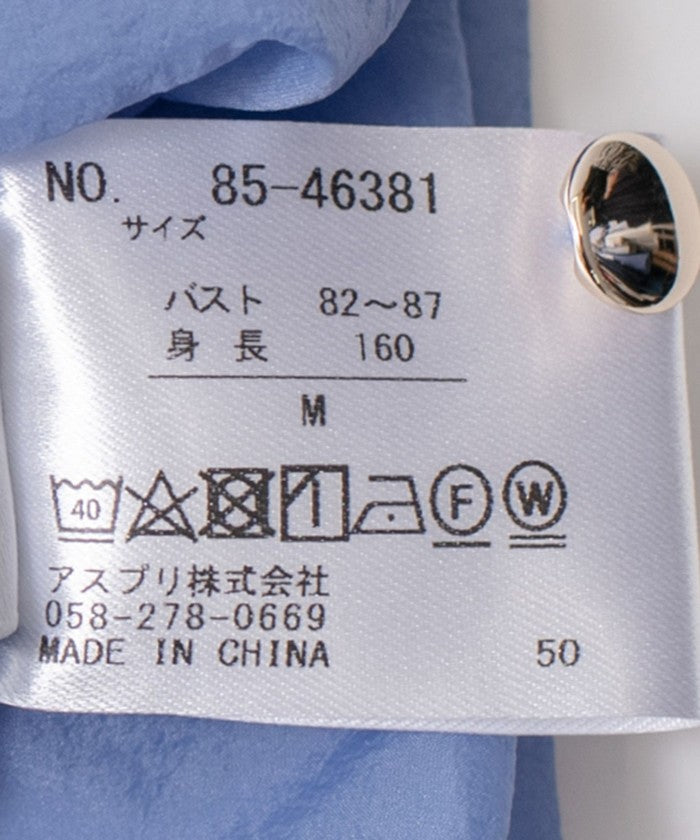 NO. 85-46381
サイズ
バスト 82～87
身 長 160
M
40 F W
アスプリ株式会社
058-278-0669
MADE IN CHINA 50